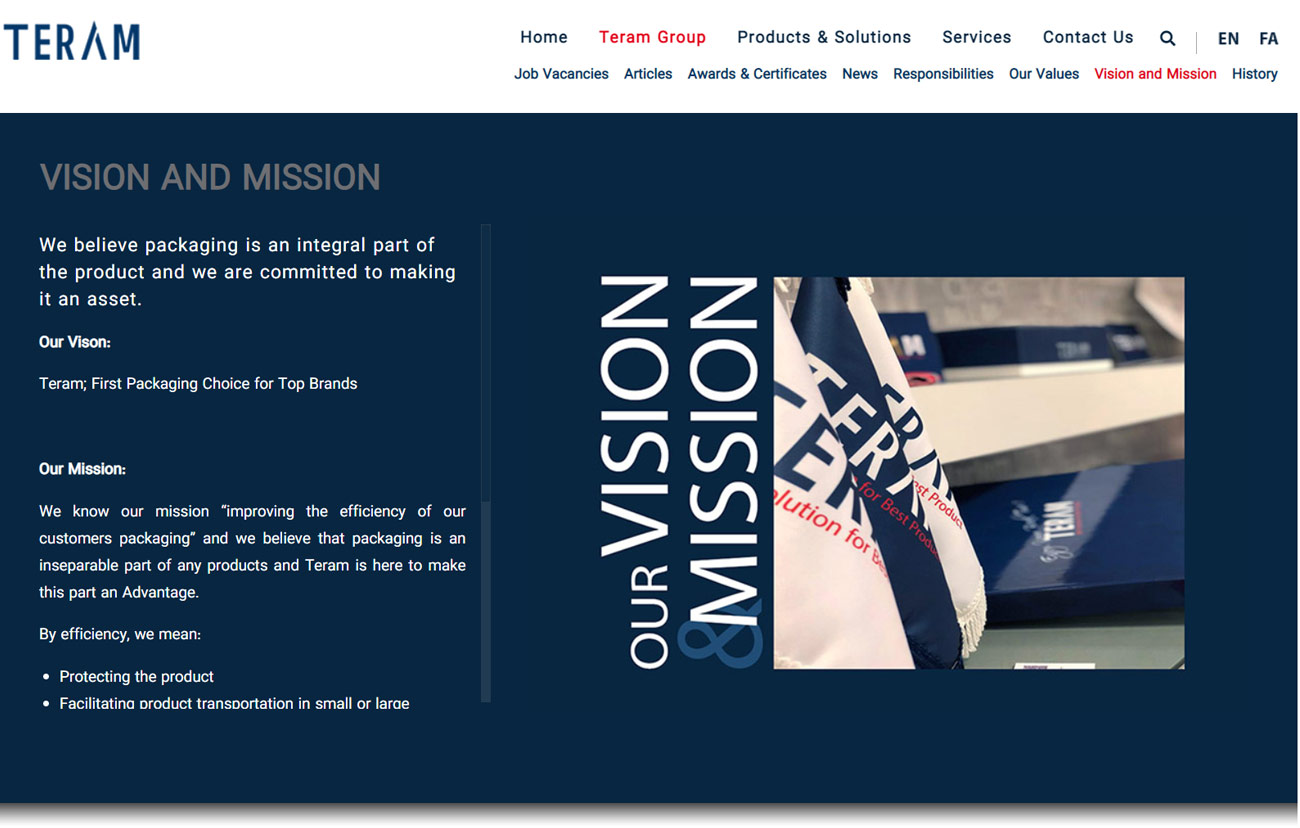 TERAM
Home Teram Group Products & Solutions Services Contact Us EN FA
Job Vacancies Articles Awards & Certificates News Responsibilities Our Values Vision and Mission History
VISION AND MISSION
We believe packaging is an integral part of
the product and we are committed to making
it an asset.
Our Vison:
Teram; First Packaging Choice for Top Brands
Our Mission:
We know our mission “improving the efficiency of our
customers packaging” and we believe that packaging is an
inseparable part of any products and Teram is here to make
this part an Advantage.
By efficiency, we mean:
Protecting the product
Facilitating product transportation in small or large
OUR VISION
& MISSION
TERAM
TER
olution for
for Best Produ
est Product
TERAM